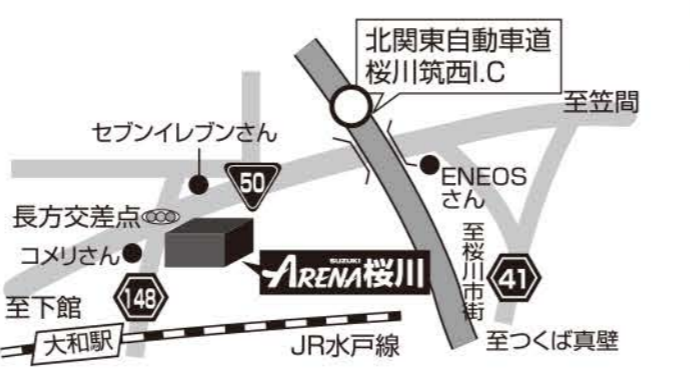 北関東自動車道
桜川筑西I.C
至笠間
セブンイレブンさん
50
ENEOS
さん
長方交差点
コメリさん
SUZUKI
ARENA桜川
至桜川市街
41
148
至下館
大和駅
JR水戸線
至つくば真壁